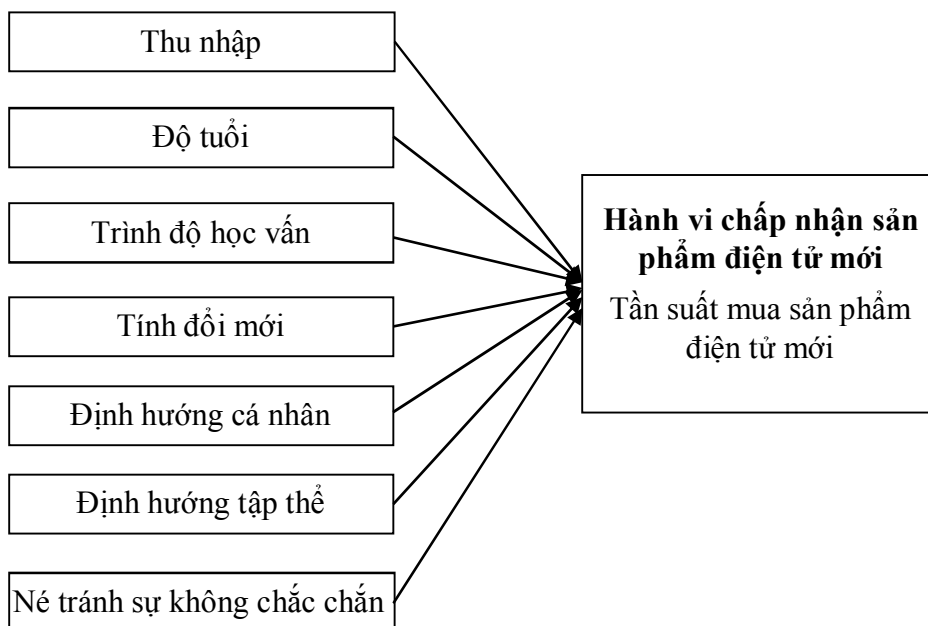 Thu nhập
Độ tuổi
Trình độ học vấn
Tính đổi mới
Định hướng cá nhân
Định hướng tập thể
Né tránh sự không chắc chắn
Hành vi chấp nhận sản
phẩm điện tử mới
Tần suất mua sản phẩm
điện tử mới